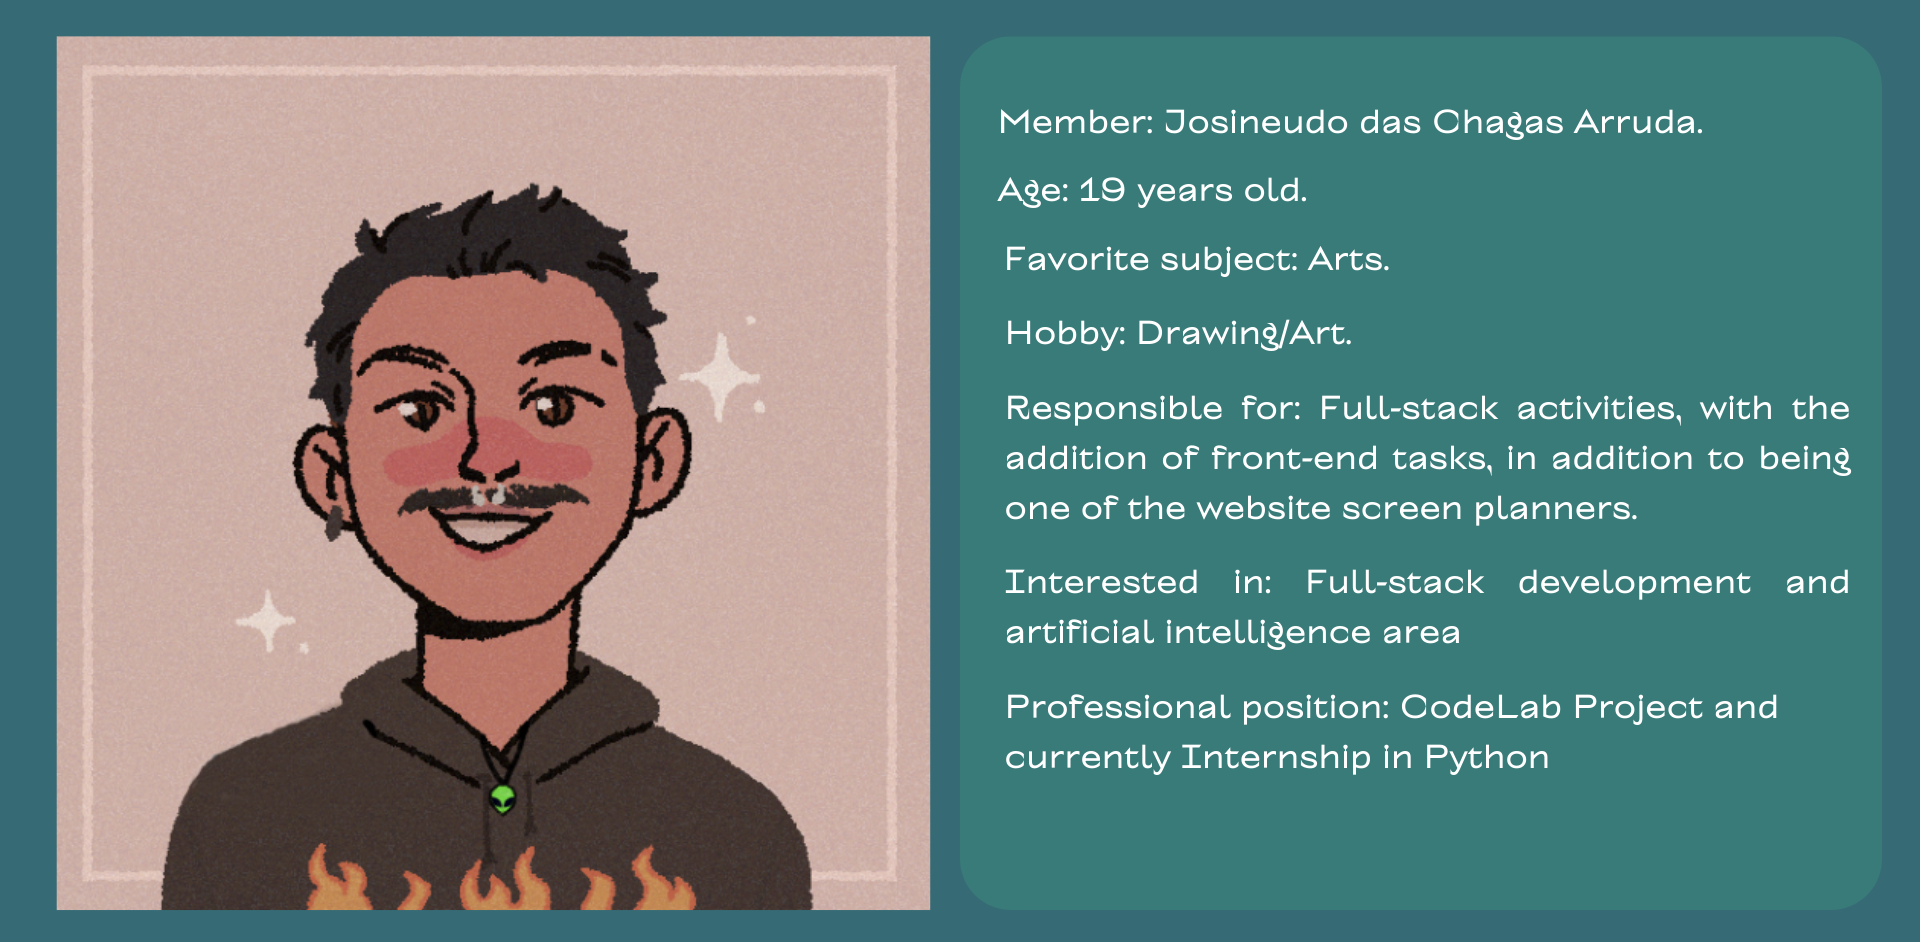 Member: Josineudo das Chagas Arruda.
Age: 19 years old.
Favorite subject: Arts.
Hobby: Drawing/Art.
Responsible for: Full-stack activities, with the
addition of front-end tasks, in addition to being
one of the website screen planners.
Interested in: Full-stack development and
artificial intelligence area
Professional position: CodeLab Project and
currently Internship in Python